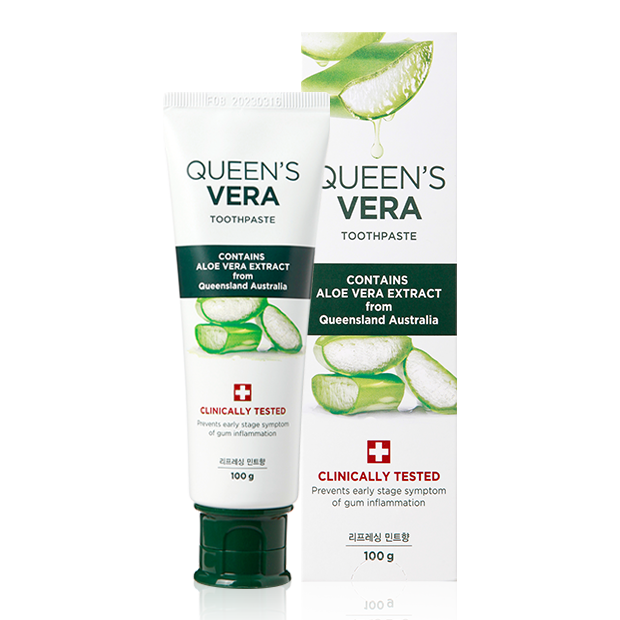 F08 20230316
QUEEN'S
VERA
TOOTHPASTE
CONTAINS
ALOE VERA EXTRACT
from
Queensland Australia
CLINICALLY TESTED
Prevents early stage symptom
of gum inflammation
리프레싱 민트향
100 g
QUEEN'S
VERA
TOOTHPASTE
CONTAINS
ALOE VERA EXTRACT
from
Queensland Australia
CLINICALLY TESTED
Prevents early stage symptom
of gum inflammation
리프레싱 민트향
100 g